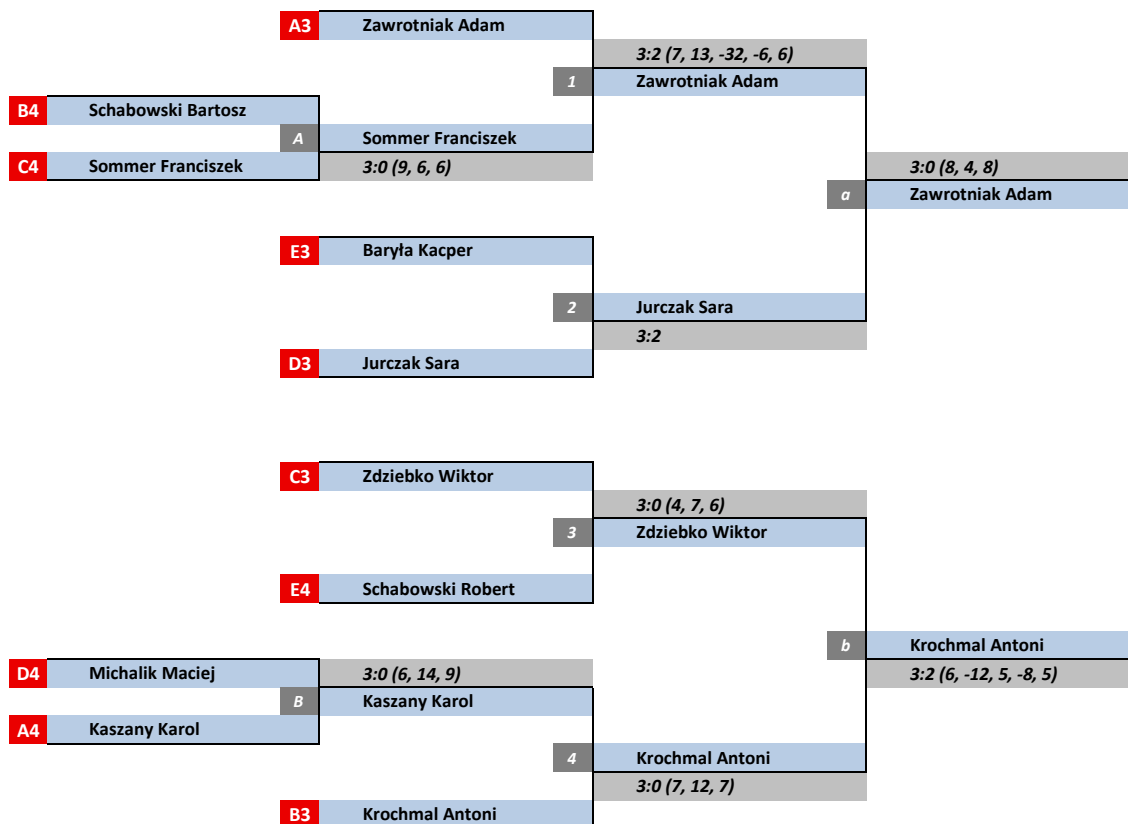 A3 Zawrotniak Adam
3:2 (7, 13, -32, -6, 6)
1 Zawrotniak Adam
B4 Schabowski Bartosz
A Sommer Franciszek
C4 Sommer Franciszek 3:0 (9, 6, 6)
3:0 (8, 4, 8)
a Zawrotniak Adam
E3 Baryła Kacper
2 Jurczak Sara
3:2
D3 Jurczak Sara
C3 Zdziebko Wiktor
3:0 (4, 7, 6)
3 Zdziebko Wiktor
E4 Schabowski Robert
b Krochmal Antoni
D4 Michalik Maciej 3:0 (6, 14, 9) 3:2 (6, -12, 5, -8, 5)
B Kaszany Karol
A4 Kaszany Karol
4 Krochmal Antoni
3:0 (7, 12, 7)
B3 Krochmal Antoni